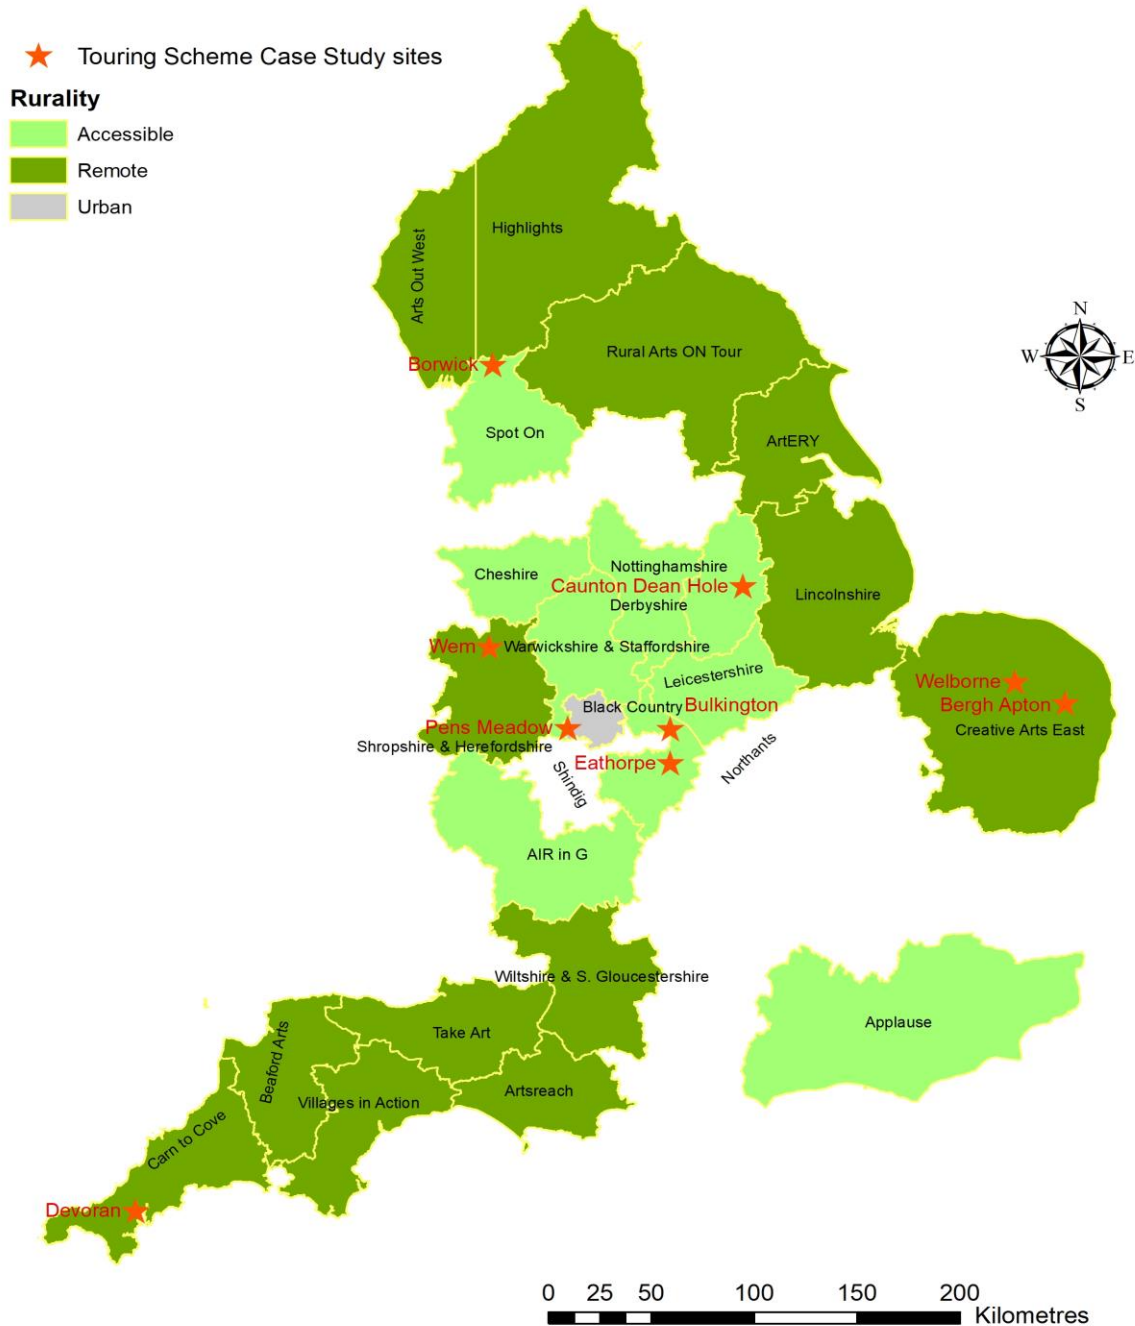 Touring Scheme Case Study sites
Rurality
Accessible
Remote
Urban
Highlights
Arts Out West
N
W E
S
Rural Arts ON Tour
Borwick
Spot On
ArtERY
Nottinghamshire
Cheshire
Caunton Dean Hole
Lincolnshire
Derbyshire
Wem
Warwickshire & Staffordshire
Leicestershire
Welborne
Black Country
Bulkington
Bergh Apton
Pens Meadow
Creative Arts East
Shropshire & Herefordshire
Eathorpe
Northants
Shindig
AIR in G
Wiltshire & S. Gloucestershire
Applause
Take Art
Beaford Arts
Artsreach
Villages in Action
Carn to Cove
Devoran
0 25 50 100 150 200
Kilometres